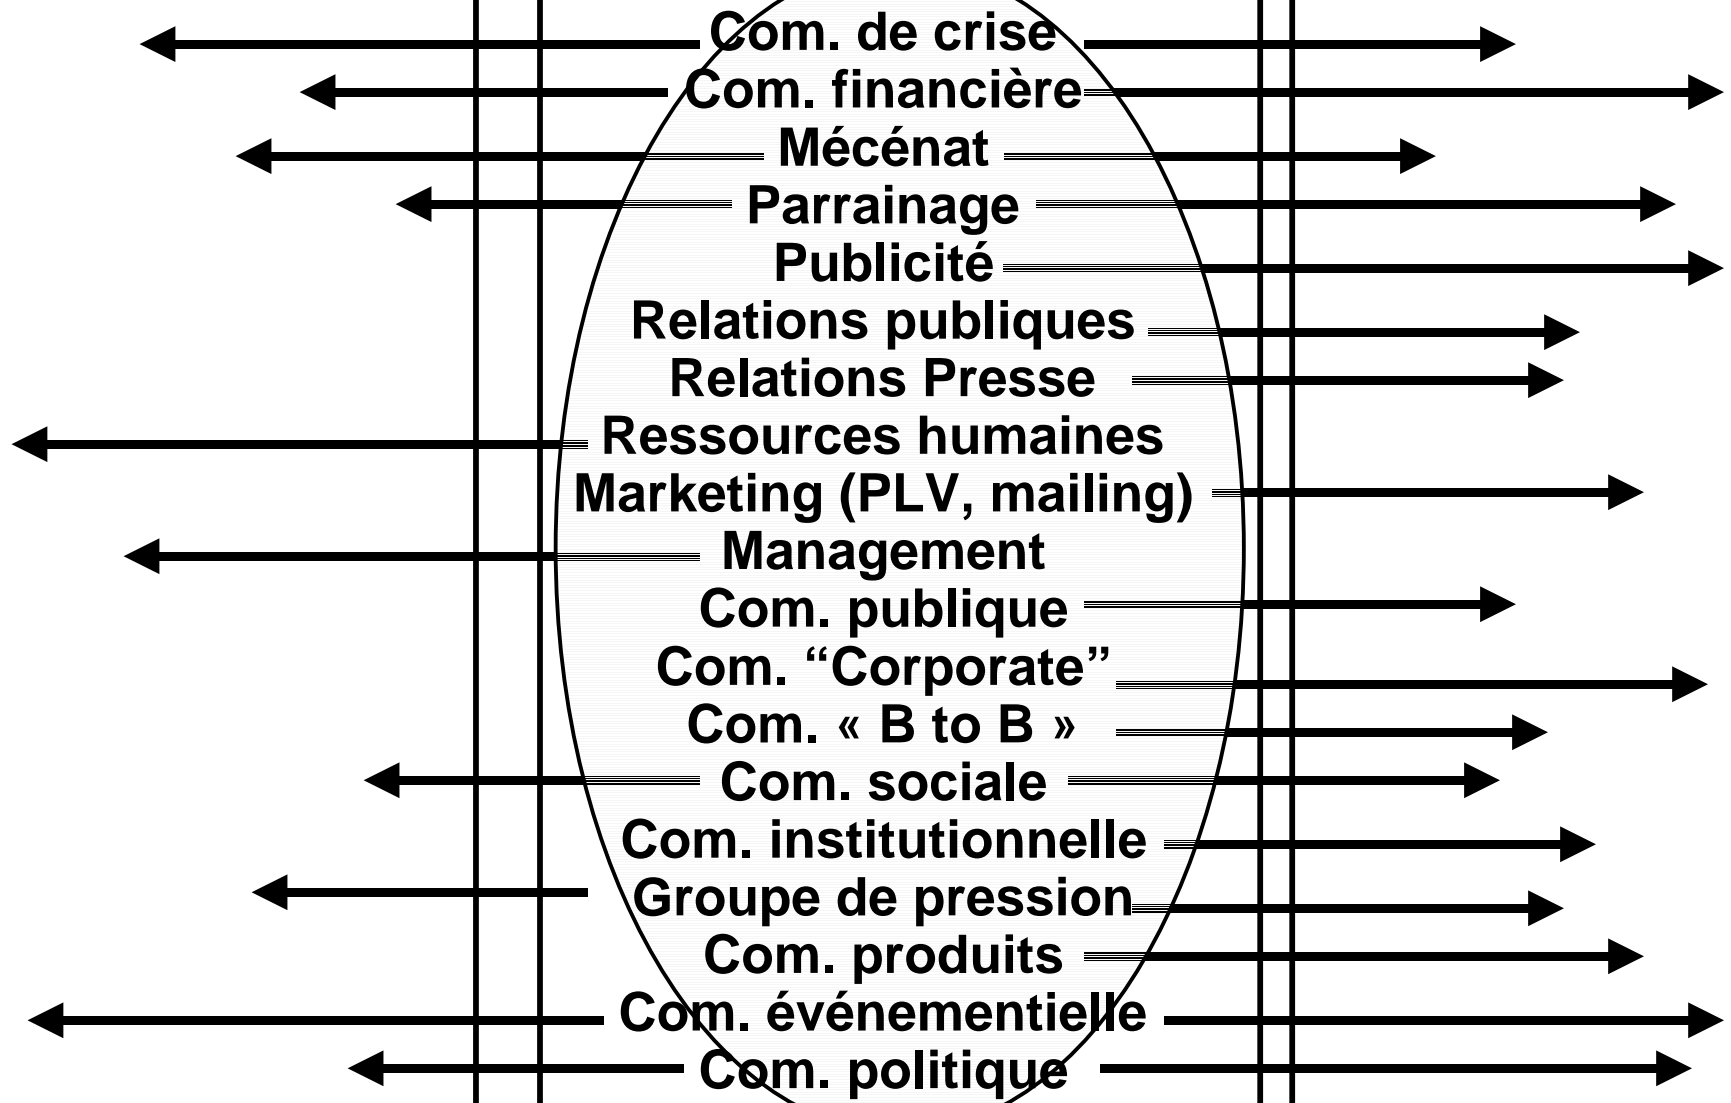 Com. de crise
Com. financière
Mécénat
Parrainage
Publicité
Relations publiques
Relations Presse
Ressources humaines
Marketing (PLV, mailing)
Management
Com. publique
Com. “Corporate”
Com. « B to B »
Com. sociale
Com. institutionnelle
Groupe de pression
Com. produits
Com. événementielle
Com. politique